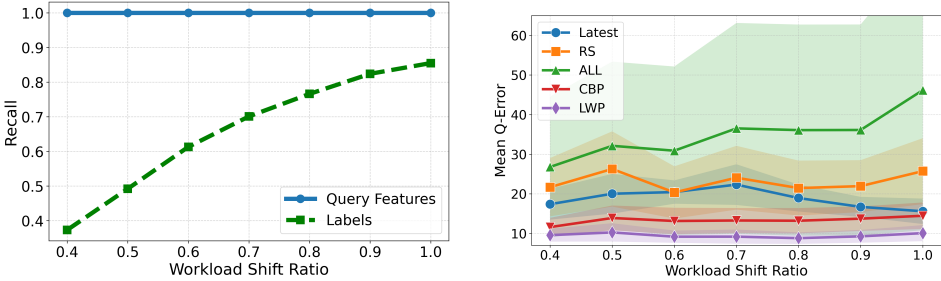 1.0
0.9
0.8
0.7
0.6
0.5
0.4
Recall
Query Features
Labels
0.4 0.5 0.6 0.7 0.8 0.9 1.0
Workload Shift Ratio
60
50
40
30
20
10
Mean Q-Error
Latest
RS
ALL
CBP
LWP
0.4 0.5 0.6 0.7 0.8 0.9 1.0
Workload Shift Ratio